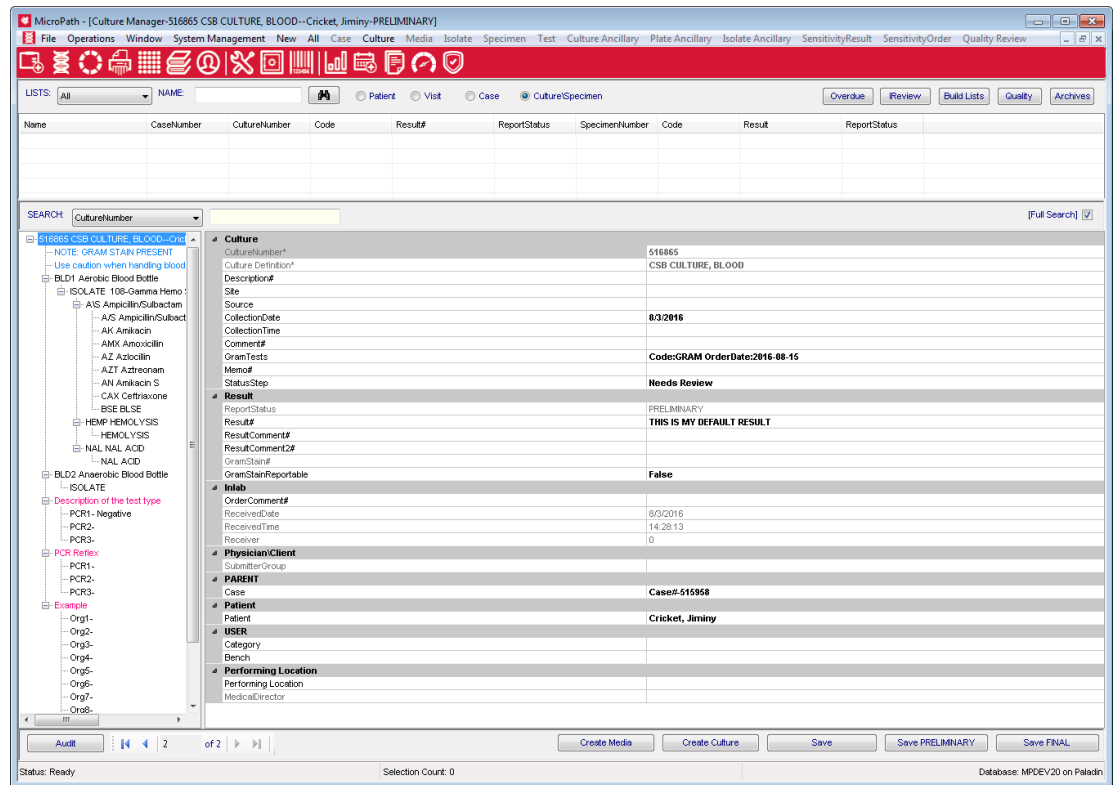 MicroPath - [Culture Manager-516865 CSB CULTURE, BLOOD--Cricket, Jiminy-PRELIMINARY]
File Operations Window System Management New All Case Culture Media Isolate Specimen Test Culture Ancillary Plate Ancillary Isolate Ancillary SensitivityResult SensitivityOrder Quality Review
LISTS: All NAME: Patient Visit Case Culture\Specimen Overdue IReview Build Lists Quality Archives
Name CaseNumber CultureNumber Code Result# ReportStatus SpecimenNumber Code Result ReportStatus
SEARCH: CultureNumber [Full Search]
516865 CSB CULTURE, BLOOD--Cric
NOTE: GRAM STAIN PRESENT
Use caution when handling blood
BLD1 Aerobic Blood Bottle
ISOLATE 108-Gamma Hemo
A\S Ampicillin/Sulbactam
A/S Ampicillin/Sulbact
AK Amikacin
AMX Amoxicillin
AZ Azlocillin
AZT Aztreonam
AN Amikacin S
CAX Ceftriaxone
BSE BLSE
HEMP HEMOLYSIS
HEMOLYSIS
NAL NAL ACID
NAL ACID
BLD2 Anaerobic Blood Bottle
ISOLATE
Description of the test type
PCR1- Negative
PCR2-
PCR3-
PCR Reflex
PCR1-
PCR2-
PCR3-
Example
Org1-
Org2-
Org3-
Org4-
Org5-
Org6-
Org7-
Org8-
Culture
CultureNumber* 516865
Culture Definition* CSB CULTURE, BLOOD
Description#
Site
Source
CollectionDate 8/3/2016
CollectionTime
Comment#
GramTests Code:GRAM OrderDate:2016-08-15
Memo#
StatusStep Needs Review
Result
ReportStatus PRELIMINARY
Result# THIS IS MY DEFAULT RESULT
ResultComment#
ResultComment2#
GramStain#
GramStainReportable False
Inlab
OrderComment#
ReceivedDate 8/3/2016
ReceivedTime 14:28:13
Receiver 0
Physician\Client
SubmitterGroup
PARENT
Case Case#-515958
Patient
Patient Cricket, Jiminy
USER
Category
Bench
Performing Location
Performing Location
MedicalDirector
Audit 2 of 2 Create Media Create Culture Save Save PRELIMINARY Save FINAL
Status: Ready Selection Count: 0 Database: MPDEV20 on Paladin